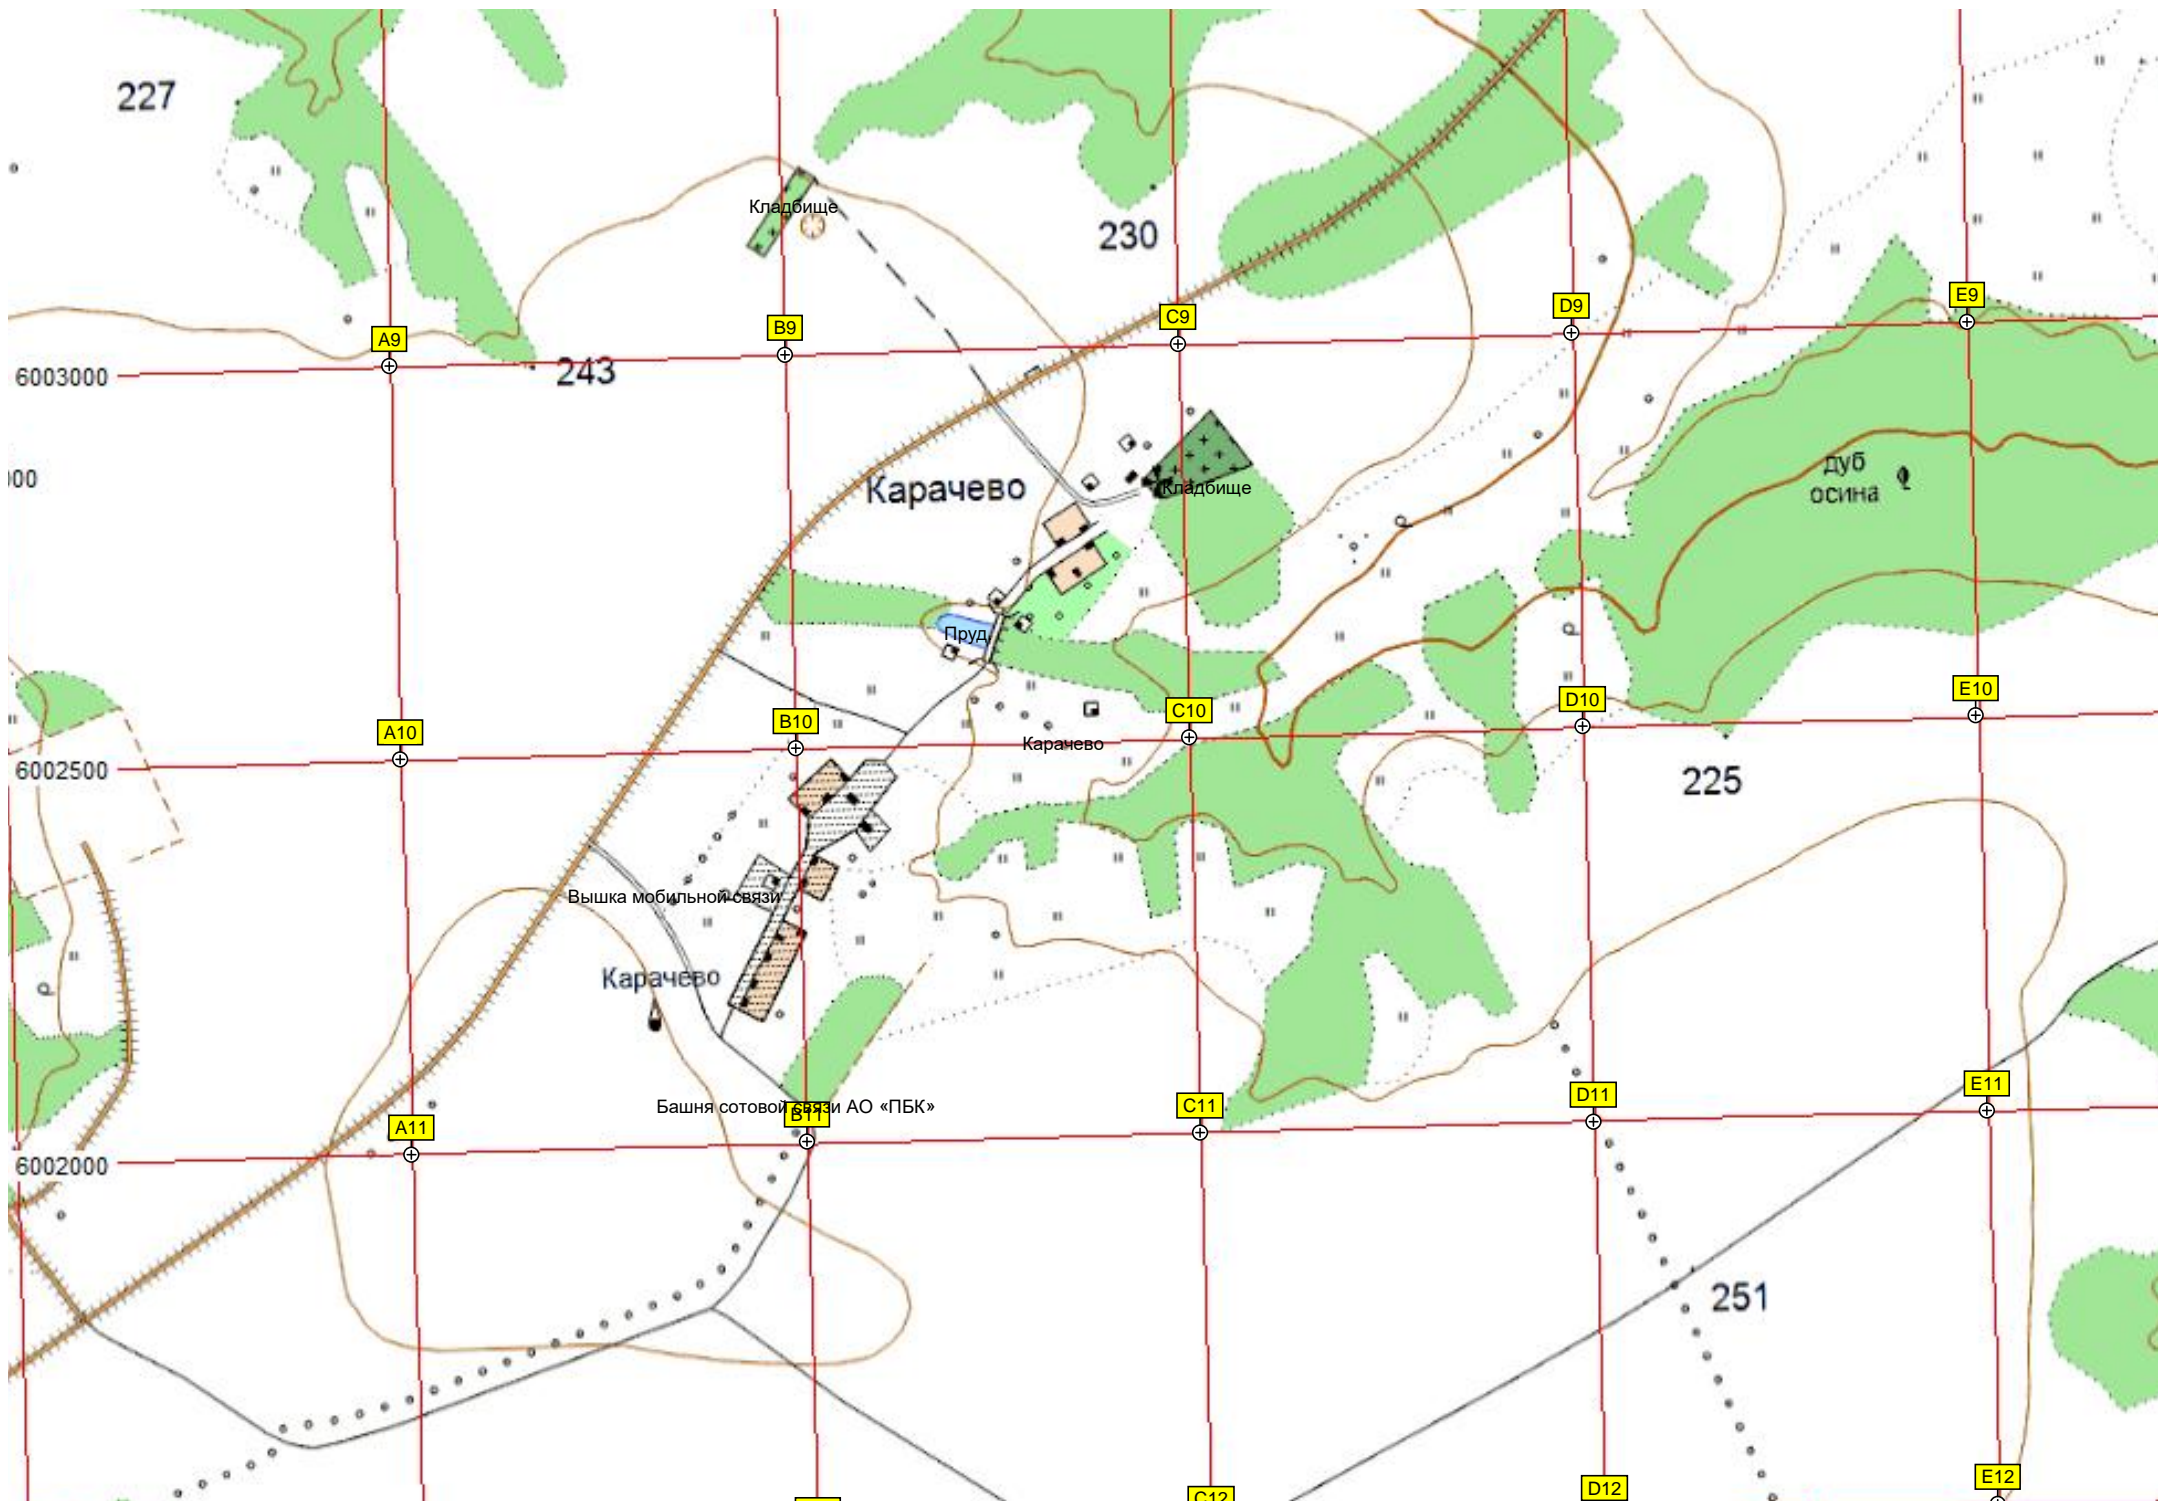 227
Кладбище
230
E9
D9
C9
B9
A9
6003000
243
дуб
осина
00
Карачево
Кладбище
Пруд
E10
D10
C10
B10
A10
Карачево
6002500
225
Вышка мобильной связи
Карачево
E11
D11
C11
Башня сотовой связи АО «ПБК»
B11
A11
6002000
251
E12
D12
C12